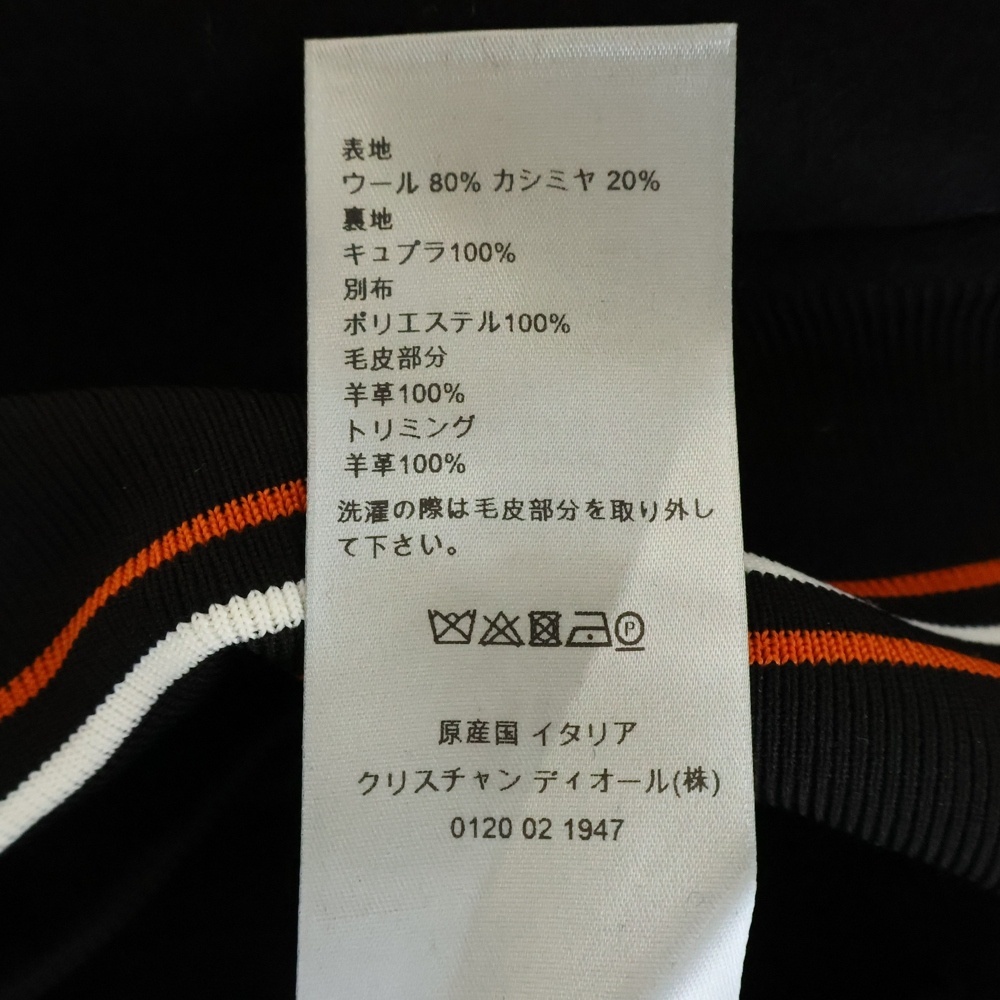 表地
ウール 80% カシミヤ 20%
裏地
キュプラ100%
別布
ポリエステル100%
毛皮部分
羊革100%
トリミング
羊革100%
洗濯の際は毛皮部分を取り外し
て下さい。
P
原産国 イタリア
クリスチャン ディオール(株)
0120 02 1947